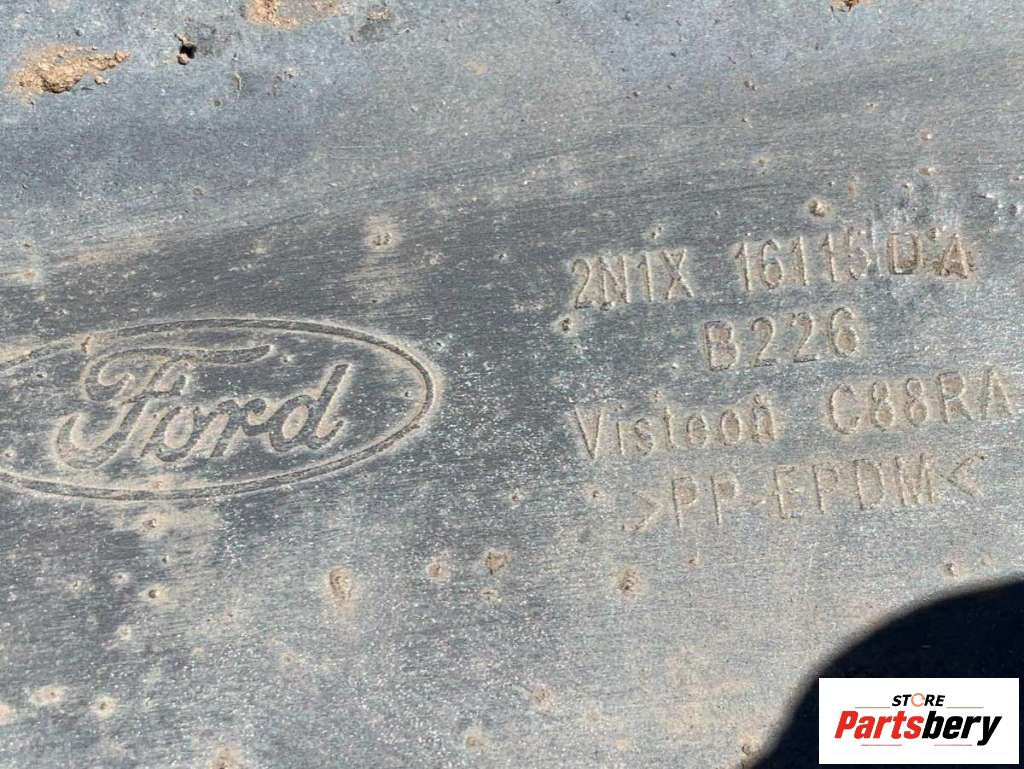 2N1X 16115 DA
B226
Ford
Visteon C88RA
>PP-EPDM<
STORE
Partsbery